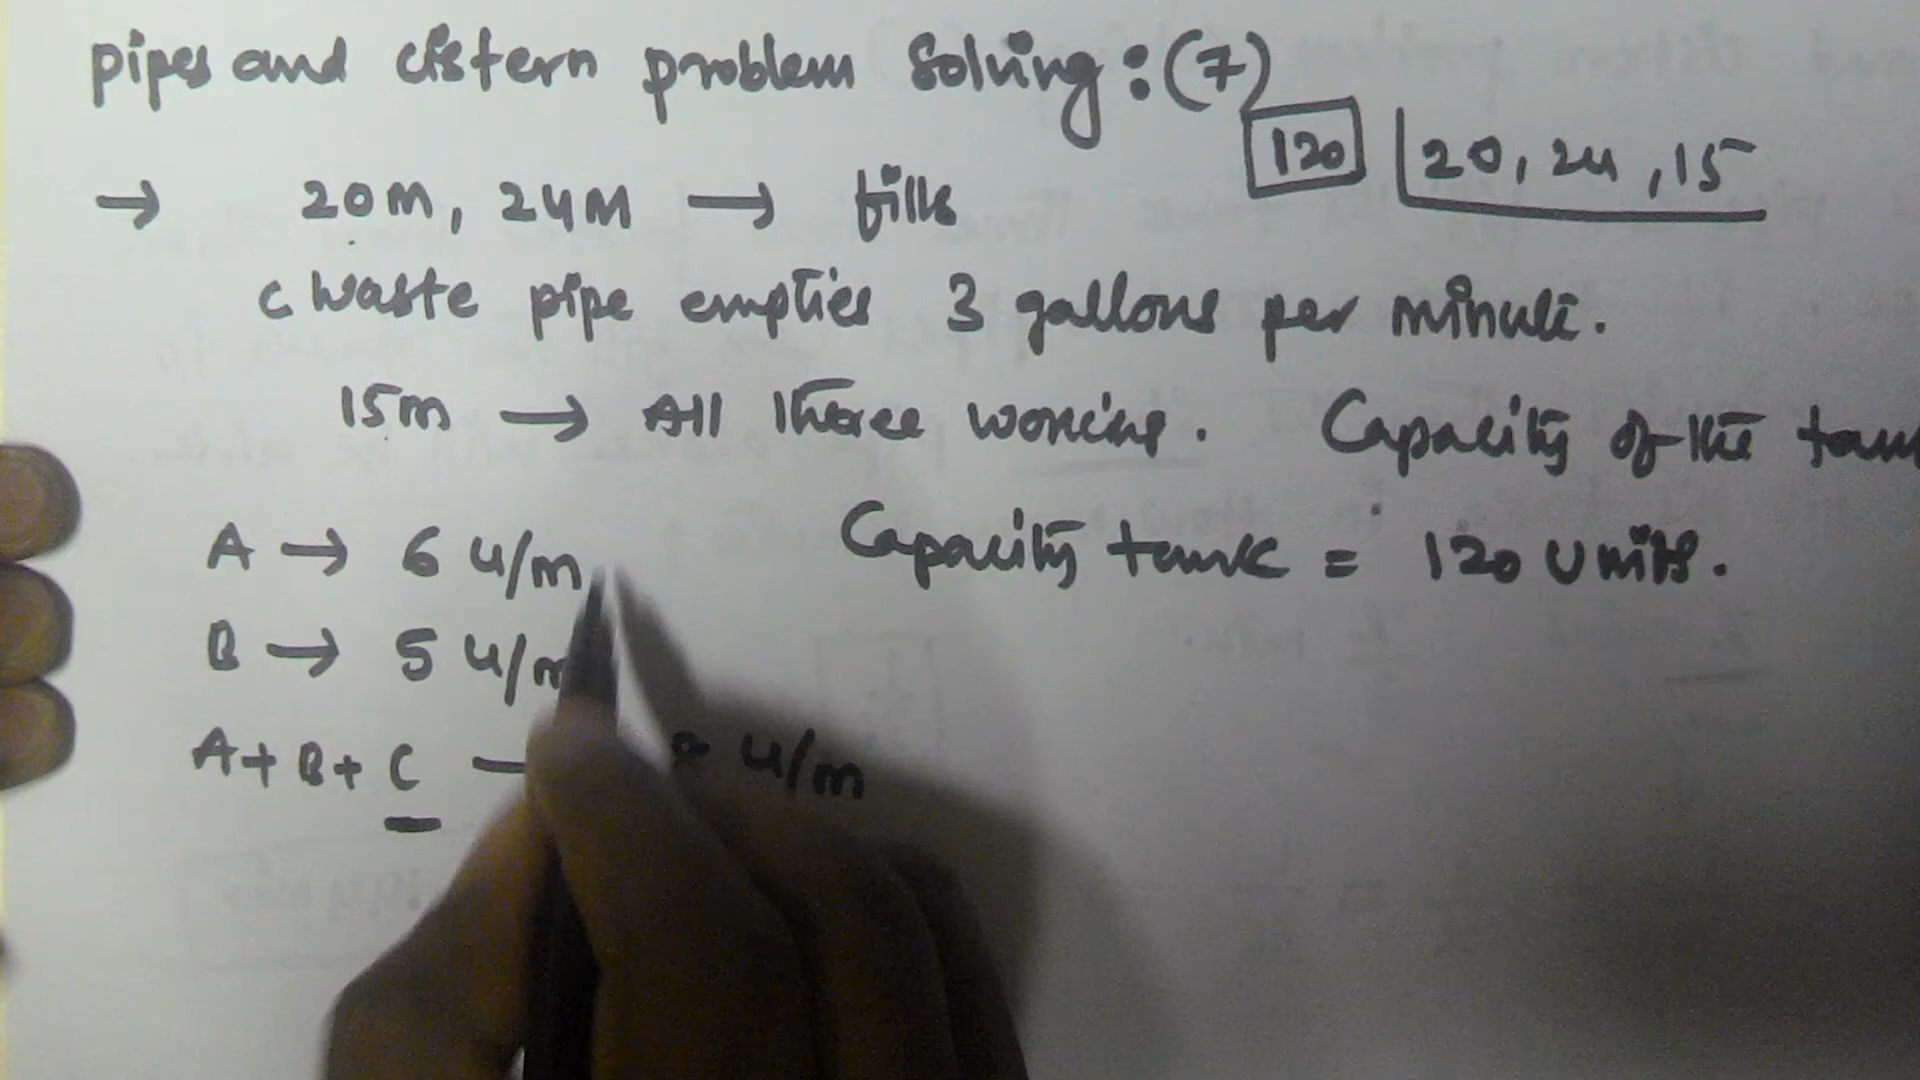 pipes and cistern problem solving : (7)
120 20, 24, 15
→ 20m, 24m → fills
c waste pipe empties 3 gallons per minute.
15m → All three working. Capacity of the
A → 6 u/m Capacity tank = 120 units.
B → 5 u/m
A + B + C u/m